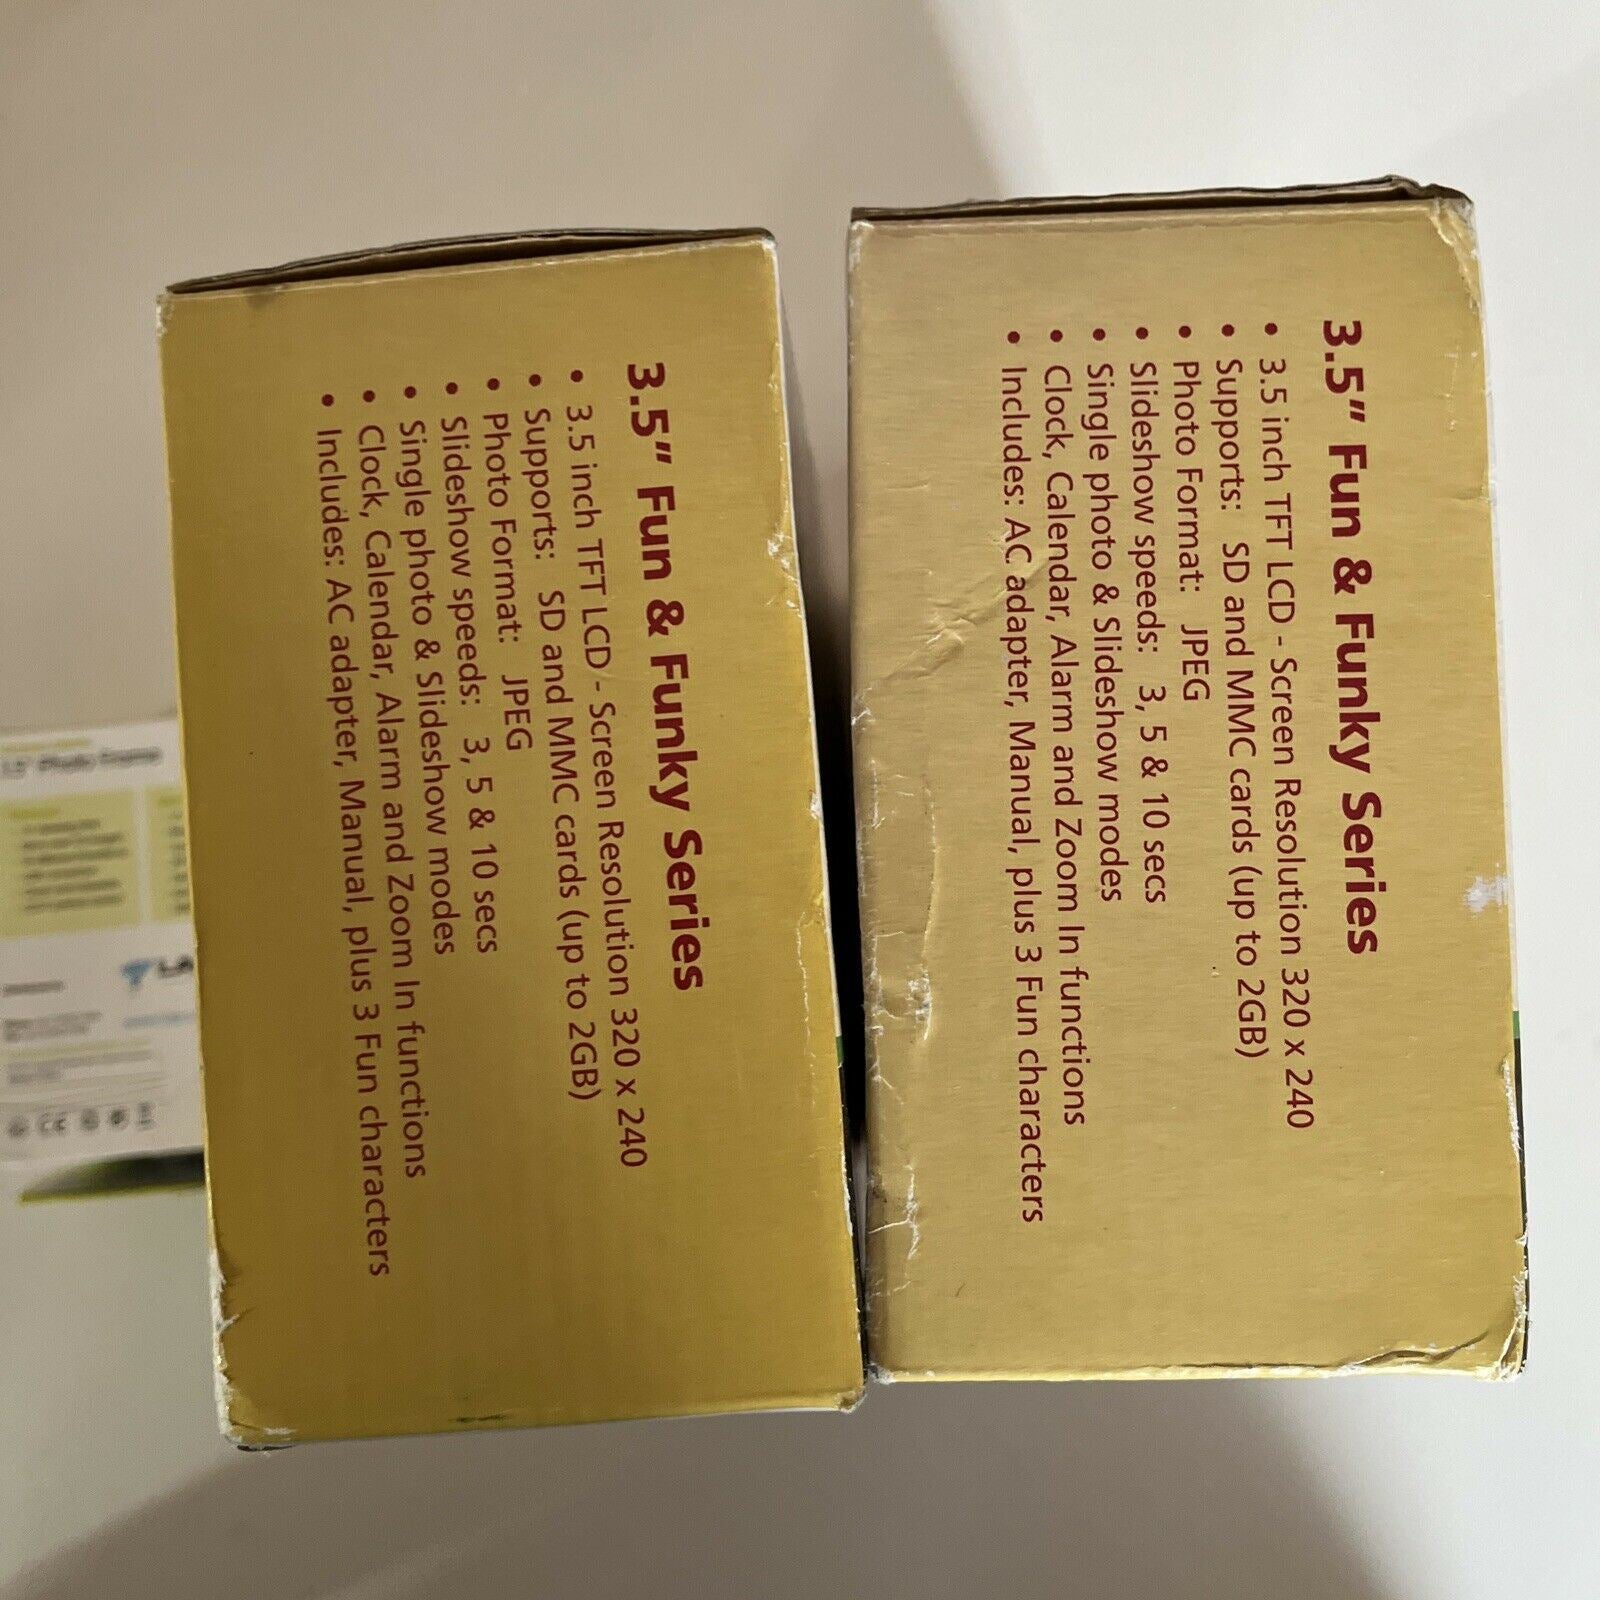 3.5" Fun & Funky Series
• 3.5 inch TFT LCD - Screen Resolution 320 x 240
• Supports: SD and MMC cards (up to 2GB)
• Photo Format: JPEG
• Slideshow speeds: 3, 5 & 10 secs
• Single photo & Slideshow modes
• Clock, Calendar, Alarm and Zoom In functions
• Includes: AC adapter, Manual, plus 3 Fun characters
3.5" Fun & Funky Series
• 3.5 inch TFT LCD - Screen Resolution 320 x 240
• Supports: SD and MMC cards (up to 2GB)
• Photo Format: JPEG
• Slideshow speeds: 3, 5 & 10 secs
• Single photo & Slideshow modes
• Clock, Calendar, Alarm and Zoom In functions
• Includes: AC adapter, Manual, plus 3 Fun characters